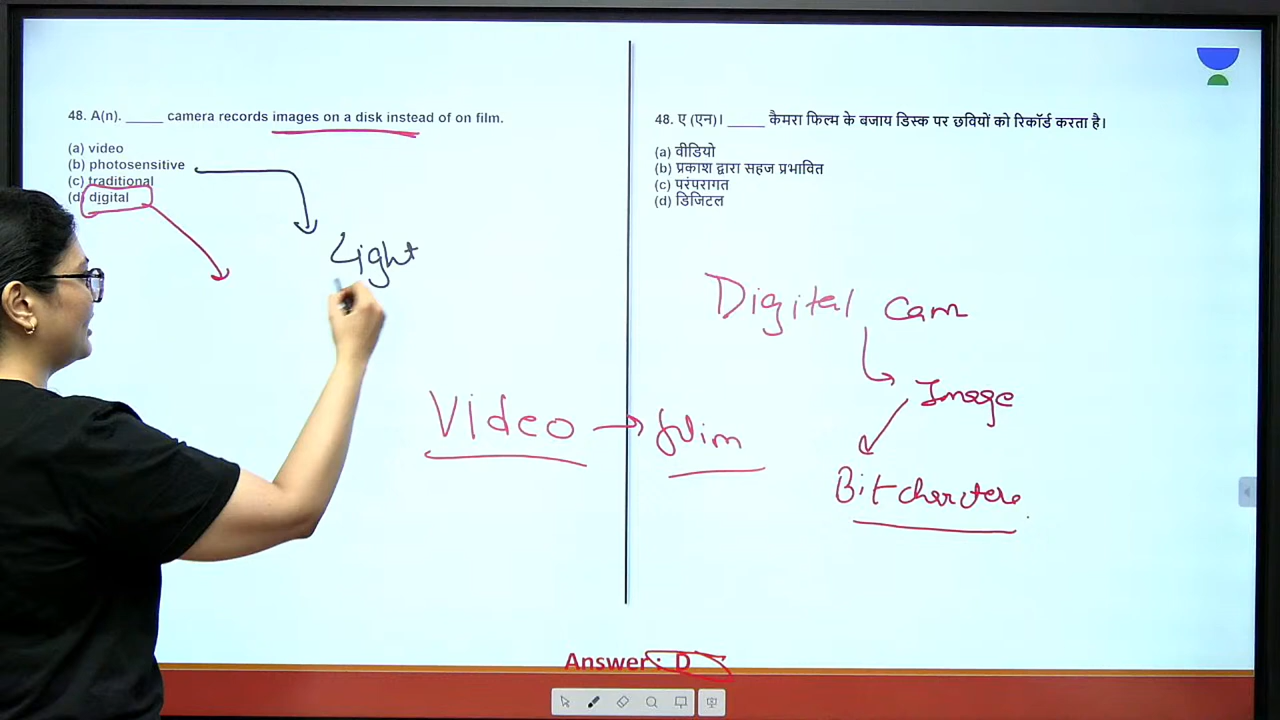 48. A(n). _____ camera records images on a disk instead of on film.
(a) video
(b) photosensitive
(c) traditional
(d) digital
Light
Video → film
48. ए (एन)। _____ कैमरा फिल्म के बजाय डिस्क पर छवियों को रिकॉर्ड करता है।
(a) वीडियो
(b) प्रकाश द्वारा सहज प्रभावित
(c) परंपरागत
(d) डिजिटल
Digital cam
Image
Bit
Answer: D